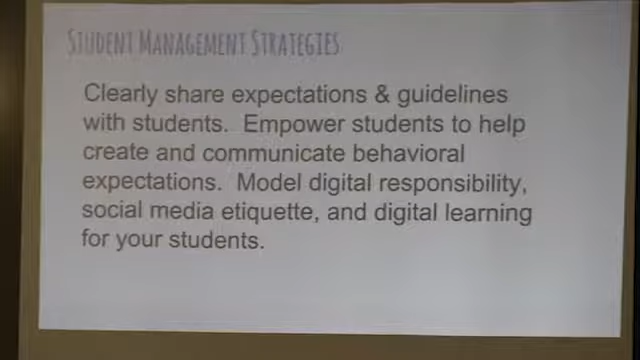 STUDENT MANAGEMENT STRATEGIES
Clearly share expectations & guidelines
with students. Empower students to help
create and communicate behavioral
expectations. Model digital responsibility,
social media etiquette, and digital learning
for your students.